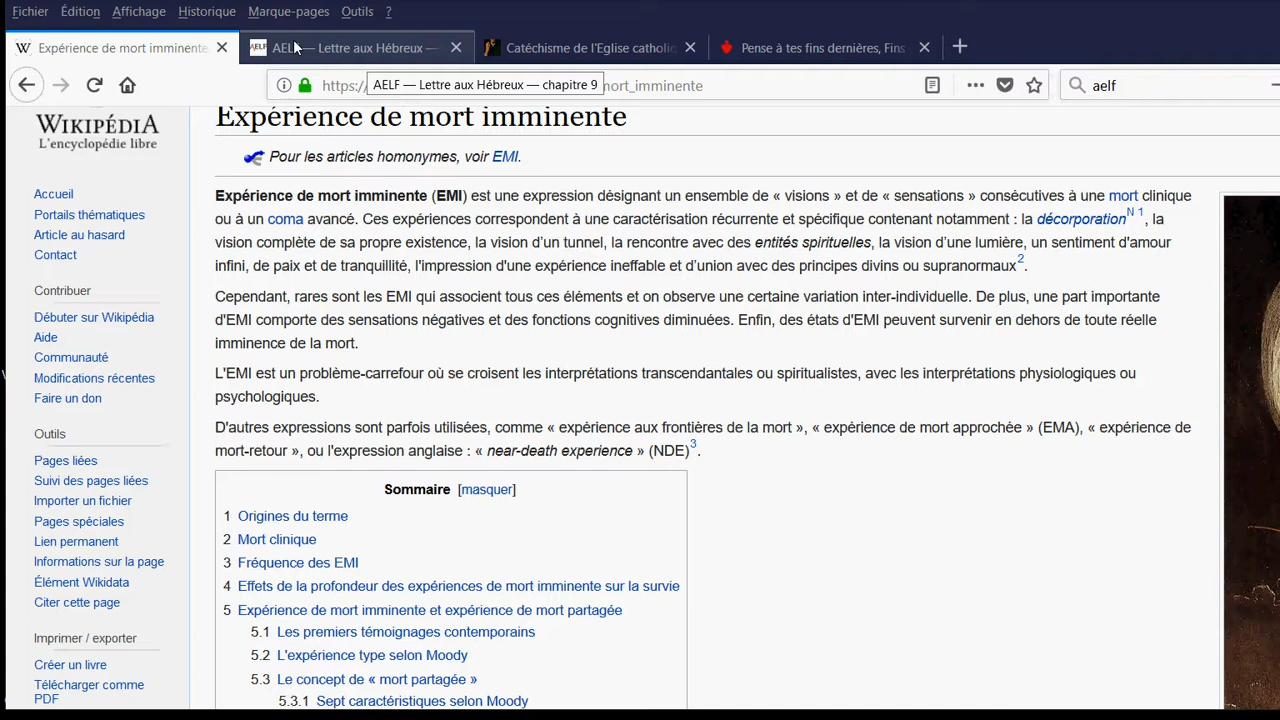 Fichier Édition Affichage Historique Marque-pages Outils ?
Expérience de mort imminente
AELF — Lettre aux Hébreux —
Catéchisme de l'Eglise catholi
Pense à tes fins dernières, Fins
https:/
AELF — Lettre aux Hébreux — chapitre 9
mort_imminente
aelf
WIKIPÉDIA
L'encyclopédie libre
Accueil
Portails thématiques
Article au hasard
Contact
Contribuer
Débuter sur Wikipédia
Aide
Communauté
Modifications récentes
Faire un don
Outils
Pages liées
Suivi des pages liées
Importer un fichier
Pages spéciales
Lien permanent
Informations sur la page
Élément Wikidata
Citer cette page
Imprimer / exporter
Créer un livre
Télécharger comme
PDF
Expérience de mort imminente
Pour les articles homonymes, voir EMI.
Expérience de mort imminente (EMI) est une expression désignant un ensemble de « visions » et de « sensations » consécutives à une mort clinique
ou à un coma avancé. Ces expériences correspondent à une caractérisation récurrente et spécifique contenant notamment : la décorporation N 1, la
vision complète de sa propre existence, la vision d'un tunnel, la rencontre avec des entités spirituelles, la vision d'une lumière, un sentiment d'amour
infini, de paix et de tranquillité, l'impression d'une expérience ineffable et d'union avec des principes divins ou supranormaux 2.
Cependant, rares sont les EMI qui associent tous ces éléments et on observe une certaine variation inter-individuelle. De plus, une part importante
d'EMI comporte des sensations négatives et des fonctions cognitives diminuées. Enfin, des états d'EMI peuvent survenir en dehors de toute réelle
imminence de la mort.
L'EMI est un problème-carrefour où se croisent les interprétations transcendantales ou spiritualistes, avec les interprétations physiologiques ou
psychologiques.
D'autres expressions sont parfois utilisées, comme « expérience aux frontières de la mort », « expérience de mort approchée » (EMA), « expérience de
mort-retour », ou l'expression anglaise : « near-death experience » (NDE) 3.
Sommaire [masquer]
1 Origines du terme
2 Mort clinique
3 Fréquence des EMI
4 Effets de la profondeur des expériences de mort imminente sur la survie
5 Expérience de mort imminente et expérience de mort partagée
5.1 Les premiers témoignages contemporains
5.2 L'expérience type selon Moody
5.3 Le concept de « mort partagée »
5.3.1 Sept caractéristiques selon Moody